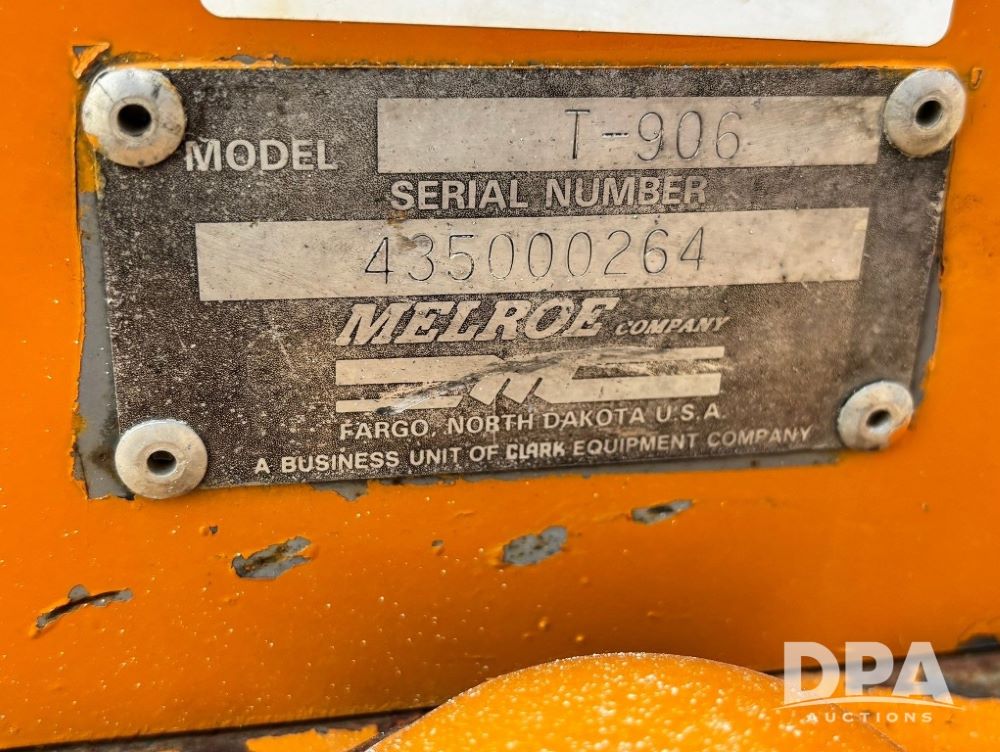 MODEL T-906
SERIAL NUMBER
435000264
MELROE COMPANY
FARGO, NORTH DAKOTA U.S.A.
A BUSINESS UNIT OF CLARK EQUIPMENT COMPANY
DPA
AUCTIONS